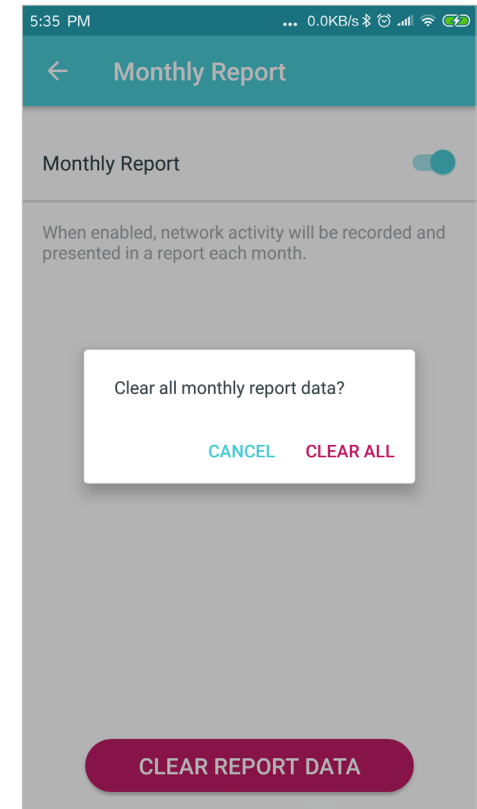 5:35 PM ... 0.0KB/s
Monthly Report
Monthly Report
When enabled, network activity will be recorded and
presented in a report each month.
Clear all monthly report data?
CANCEL CLEAR ALL
CLEAR REPORT DATA